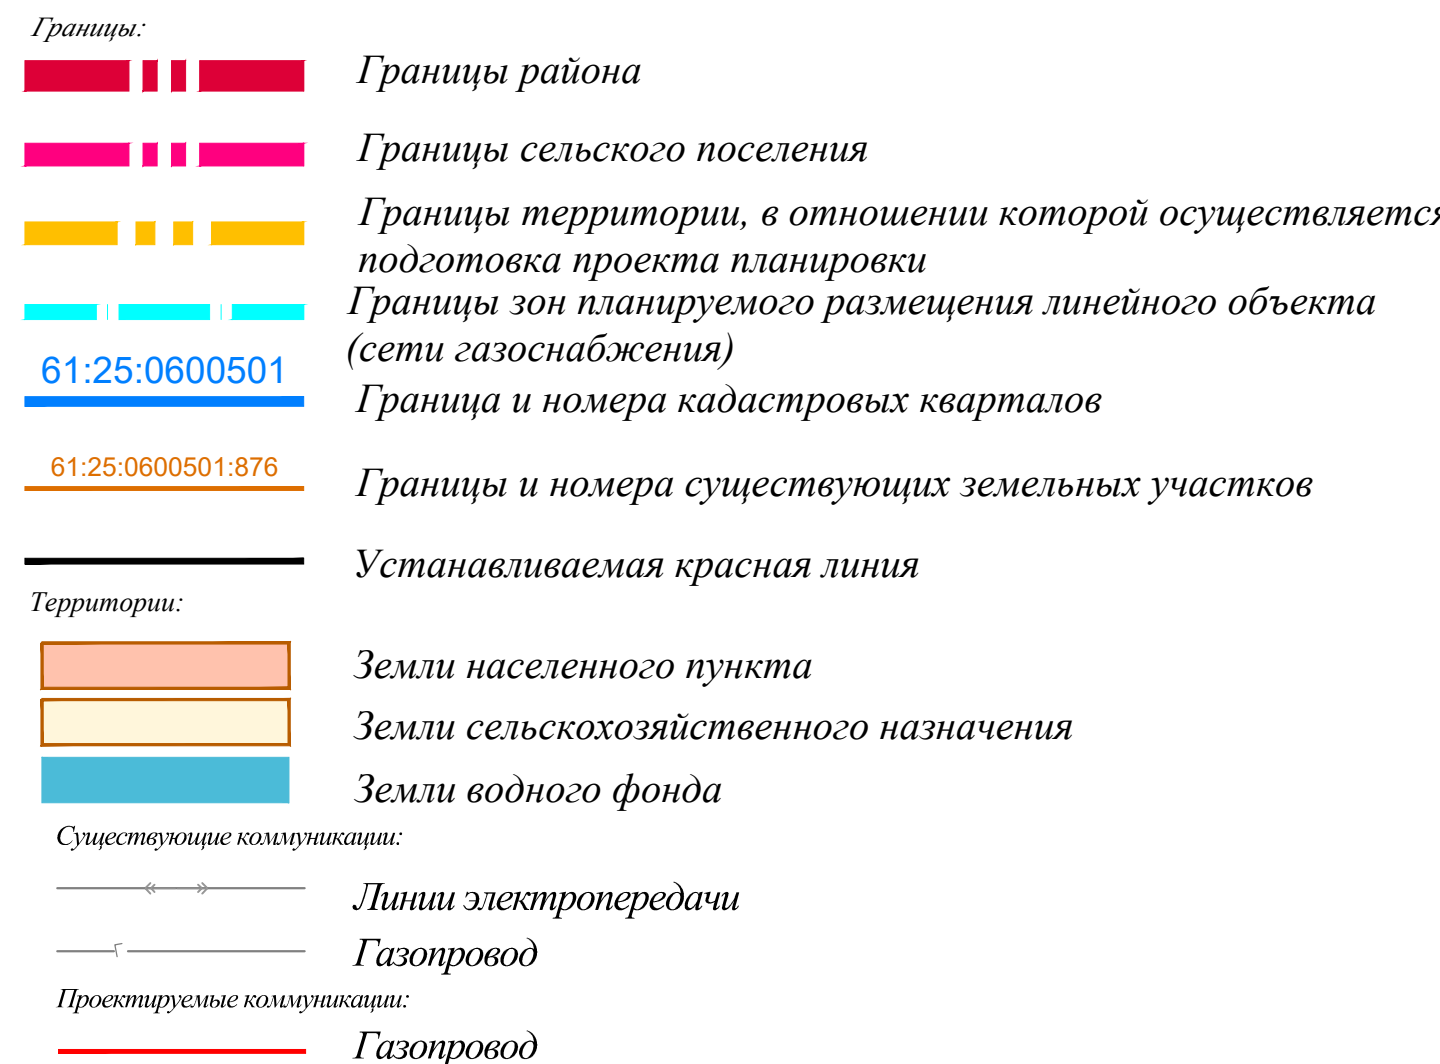 Границы:
Границы района
Границы сельского поселения
Границы территории, в отношении которой осуществляется
подготовка проекта планировки
Границы зон планируемого размещения линейного объекта
(сети газоснабжения)
61:25:0600501
Граница и номера кадастровых кварталов
61:25:0600501:876
Границы и номера существующих земельных участков
Устанавливаемая красная линия
Территории:
Земли населенного пункта
Земли сельскохозяйственного назначения
Земли водного фонда
Существующие коммуникации:
Линии электропередачи
Г
Газопровод
Проектируемые коммуникации:
Газопровод